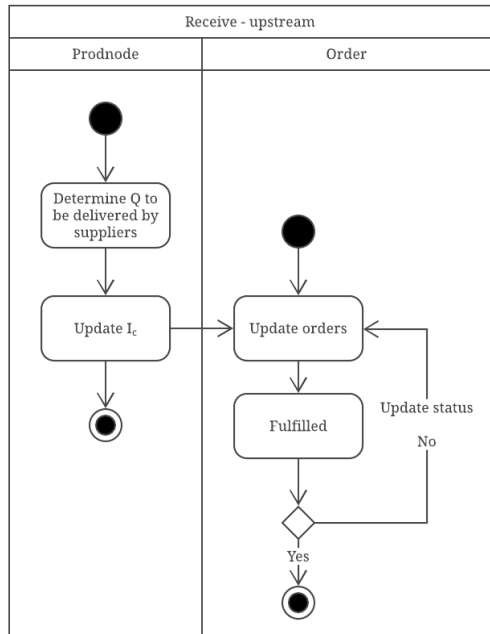 Receive - upstream
Prodnode
Order
Determine Q to
be delivered by
suppliers
Update I꜀
Update orders
Fulfilled
Update status
No
Yes